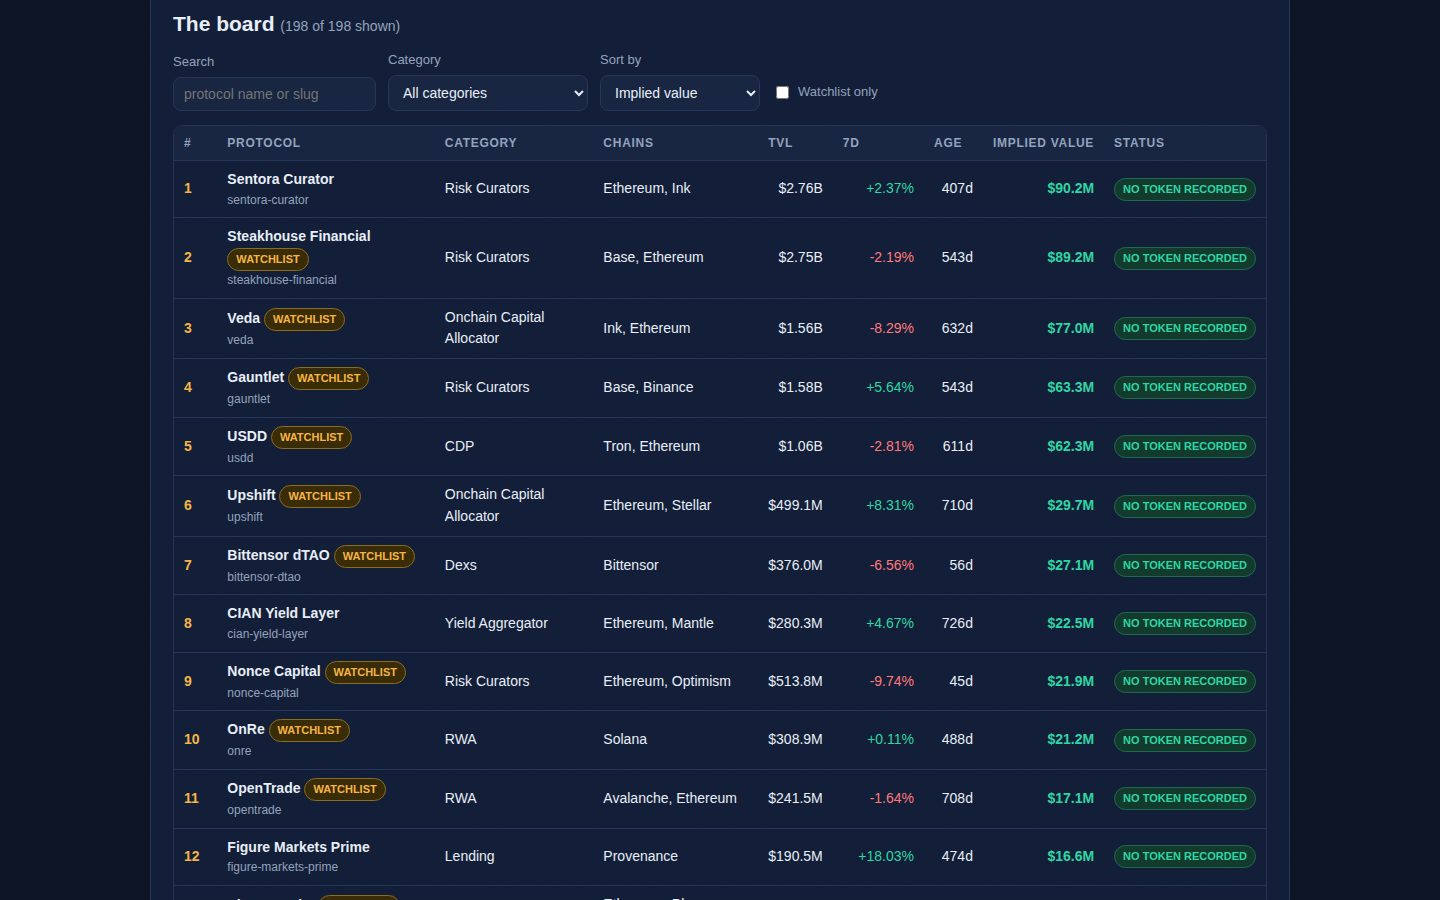 The board (198 of 198 shown)
Search
Category
Sort by
protocol name or slug
All categories
Implied value
Watchlist only
# PROTOCOL CATEGORY CHAINS TVL 7D AGE IMPLIED VALUE STATUS
1 Sentora Curator sentora-curator Risk Curators Ethereum, Ink $2.76B +2.37% 407d $90.2M NO TOKEN RECORDED
2 Steakhouse Financial WATCHLIST steakhouse-financial Risk Curators Base, Ethereum $2.75B -2.19% 543d $89.2M NO TOKEN RECORDED
3 Veda WATCHLIST veda Onchain Capital Allocator Ink, Ethereum $1.56B -8.29% 632d $77.0M NO TOKEN RECORDED
4 Gauntlet WATCHLIST gauntlet Risk Curators Base, Binance $1.58B +5.64% 543d $63.3M NO TOKEN RECORDED
5 USDD WATCHLIST usdd CDP Tron, Ethereum $1.06B -2.81% 611d $62.3M NO TOKEN RECORDED
6 Upshift WATCHLIST upshift Onchain Capital Allocator Ethereum, Stellar $499.1M +8.31% 710d $29.7M NO TOKEN RECORDED
7 Bittensor dTAO WATCHLIST bittensor-dtao Dexs Bittensor $376.0M -6.56% 56d $27.1M NO TOKEN RECORDED
8 CIAN Yield Layer cian-yield-layer Yield Aggregator Ethereum, Mantle $280.3M +4.67% 726d $22.5M NO TOKEN RECORDED
9 Nonce Capital WATCHLIST nonce-capital Risk Curators Ethereum, Optimism $513.8M -9.74% 45d $21.9M NO TOKEN RECORDED
10 OnRe WATCHLIST onre RWA Solana $308.9M +0.11% 488d $21.2M NO TOKEN RECORDED
11 OpenTrade WATCHLIST opentrade RWA Avalanche, Ethereum $241.5M -1.64% 708d $17.1M NO TOKEN RECORDED
12 Figure Markets Prime figure-markets-prime Lending Provenance $190.5M +18.03% 474d $16.6M NO TOKEN RECORDED